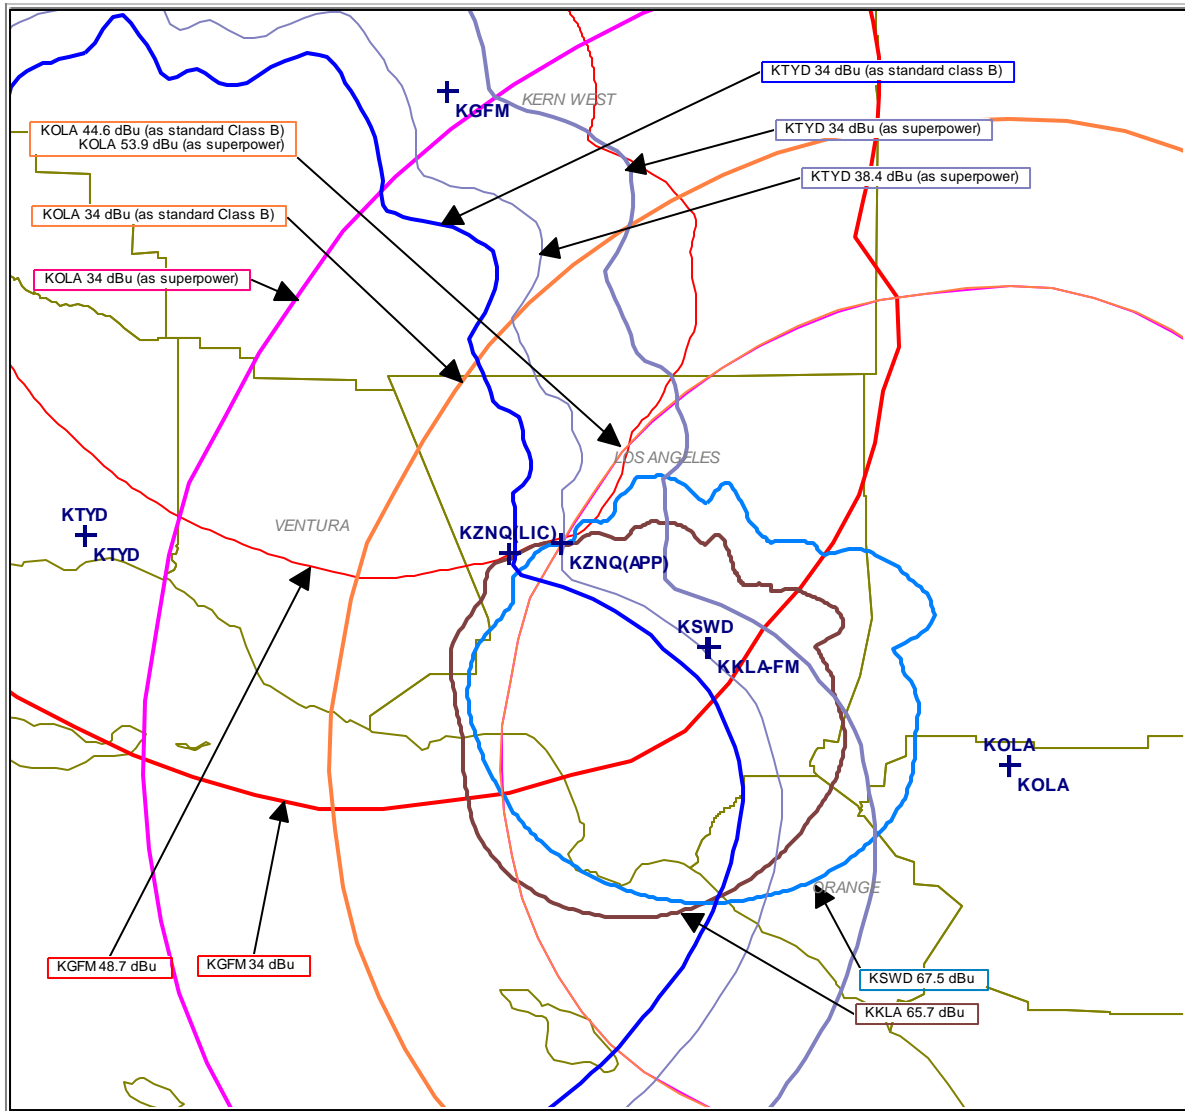 KTYD 34 dBu (as standard class B)
KGFM
KERN WEST
KOLA 44.6 dBu (as standard Class B)
KOLA 53.9 dBu (as superpower)
KTYD 34 dBu (as superpower)
KTYD 38.4 dBu (as superpower)
KOLA 34 dBu (as standard Class B)
KOLA 34 dBu (as superpower)
LOS ANGELES
KTYD
KTYD
VENTURA
KZNQ(LIC)
KZNQ(APP)
KSWD
KKLA-FM
KOLA
KOLA
ORANGE
KGFM 48.7 dBu
KGFM 34 dBu
KSWD 67.5 dBu
KKLA 65.7 dBu